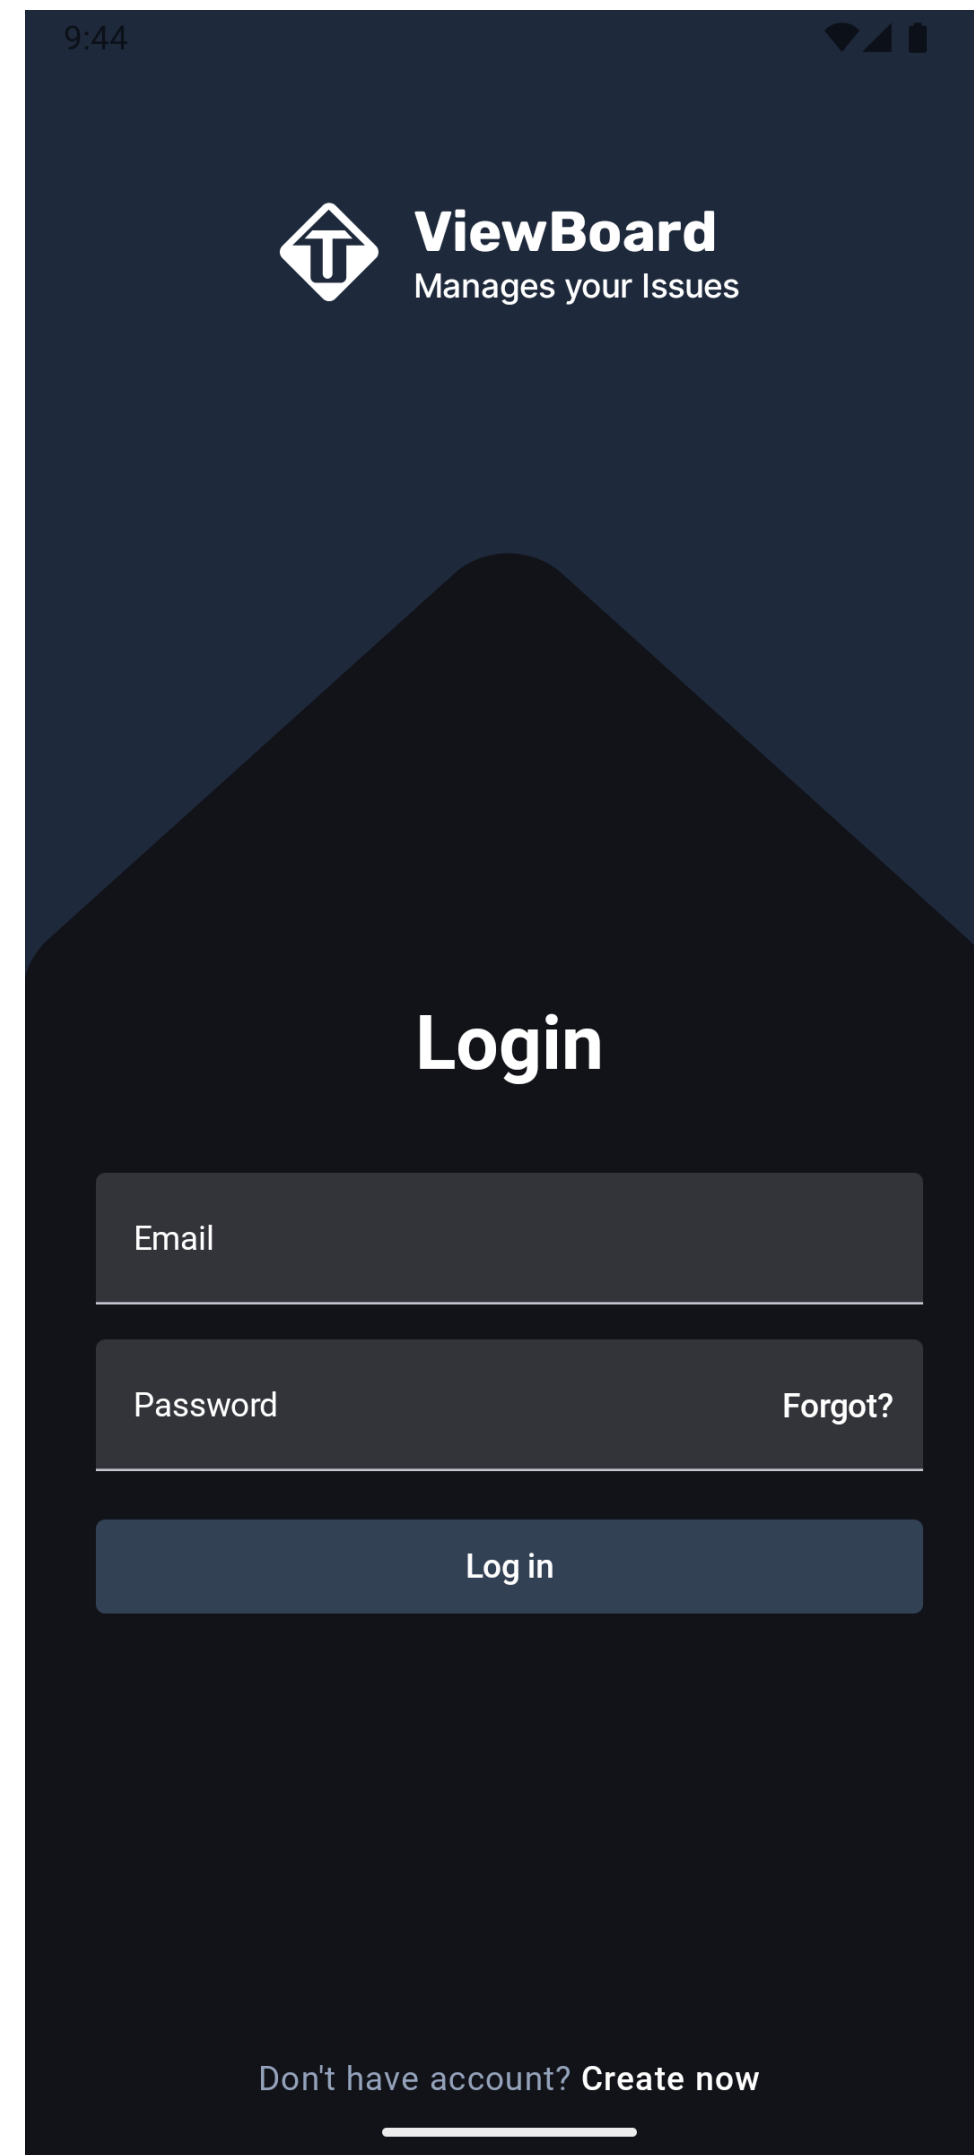 9:44
ViewBoard
Manages your Issues
Login
Email
Password Forgot?
Log in
Don't have account? Create now